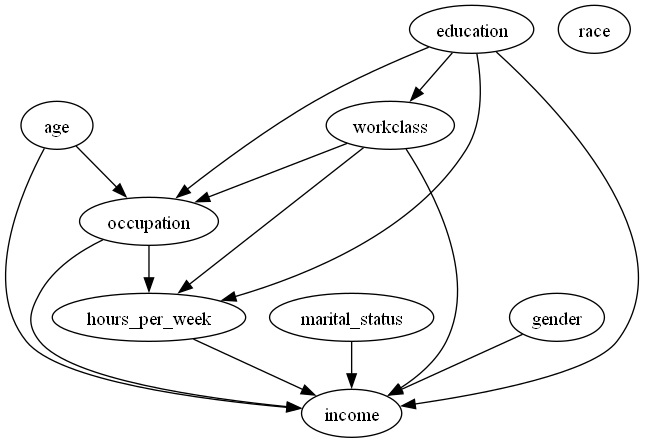 education
race
age
workclass
occupation
hours_per_week
marital_status
gender
income